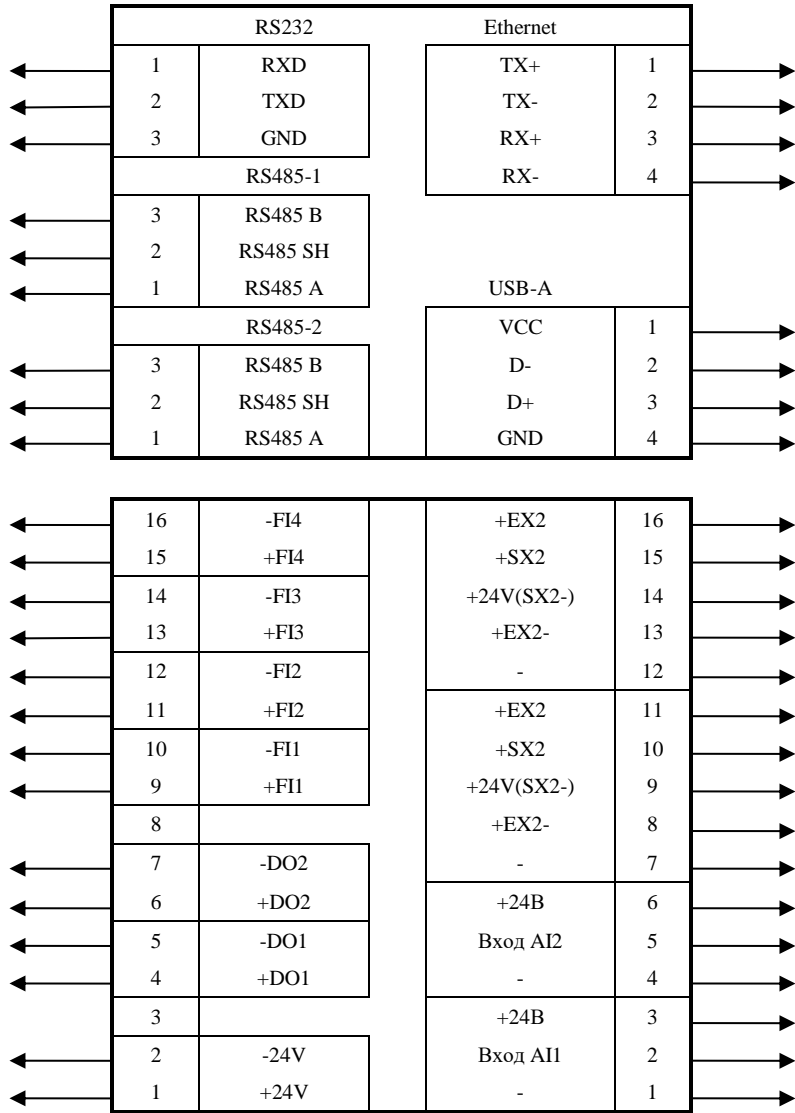 RS232 Ethernet
1 RXD TX+ 1
2 TXD TX- 2
3 GND RX+ 3
RS485-1 RX- 4
3 RS485 B
2 RS485 SH
1 RS485 A USB-A
RS485-2 VCC 1
3 RS485 B D- 2
2 RS485 SH D+ 3
1 RS485 A GND 4
16 -FI4 +EX2 16
15 +FI4 +SX2 15
14 -FI3 +24V(SX2-) 14
13 +FI3 +EX2- 13
12 -FI2 - 12
11 +FI2 +EX2 11
10 -FI1 +SX2 10
9 +FI1 +24V(SX2-) 9
8 +EX2- 8
7 -DO2 - 7
6 +DO2 +24В 6
5 -DO1 Вход AI2 5
4 +DO1 - 4
3 +24В 3
2 -24V Вход AI1 2
1 +24V - 1